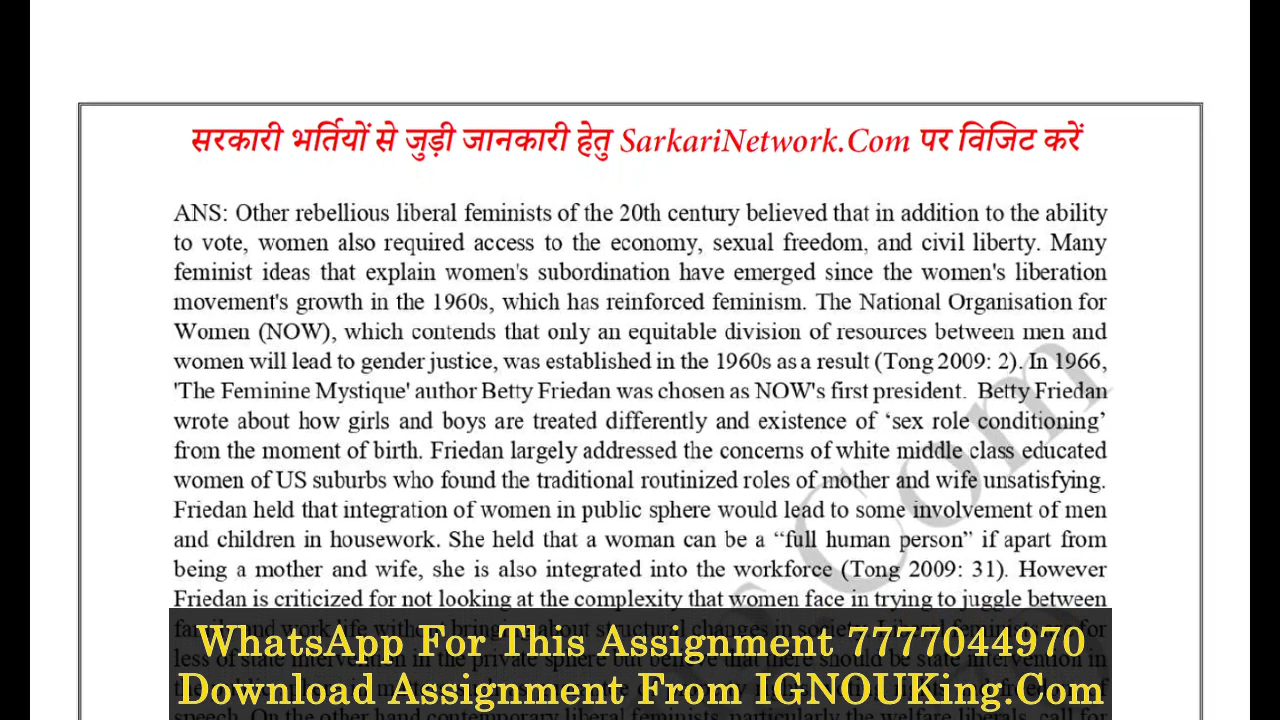 सरकारी भर्तियों से जुड़ी जानकारी हेतु SarkariNetwork.Com पर विजिट करें
ANS: Other rebellious liberal feminists of the 20th century believed that in addition to the ability
to vote, women also required access to the economy, sexual freedom, and civil liberty. Many
feminist ideas that explain women's subordination have emerged since the women's liberation
movement's growth in the 1960s, which has reinforced feminism. The National Organisation for
Women (NOW), which contends that only an equitable division of resources between men and
women will lead to gender justice, was established in the 1960s as a result (Tong 2009: 2). In 1966,
'The Feminine Mystique' author Betty Friedan was chosen as NOW's first president. Betty Friedan
wrote about how girls and boys are treated differently and existence of ‘sex role conditioning’
from the moment of birth. Friedan largely addressed the concerns of white middle class educated
women of US suburbs who found the traditional routinized roles of mother and wife unsatisfying.
Friedan held that integration of women in public sphere would lead to some involvement of men
and children in housework. She held that a woman can be a “full human person” if apart from
being a mother and wife, she is also integrated into the workforce (Tong 2009: 31). However
Friedan is criticized for not looking at the complexity that women face in trying to juggle between
WhatsApp For This Assignment 7777044970
Download Assignment From IGNOUKing.Com